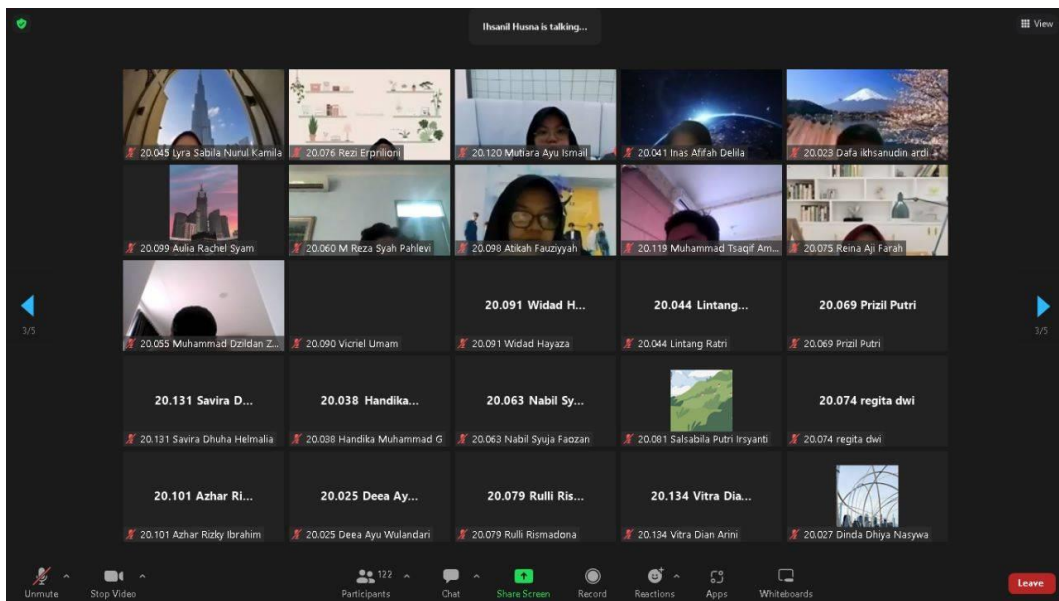 Ihsanil Husna is talking...
View
20.045 Lyra Sabila Nurul Kamila
20.076 Rezi Erprilioni
20.120 Mutiara Ayu Ismail
20.041 Inas Afifah Delila
20.023 Dafa ikhsanudin ardi
20.099 Aulia Rachel Syam
20.060 M Reza Syah Pahlevi
20.098 Atikah Fauziyyah
20.119 Muhammad Tsaqif Am...
20.075 Reina Aji Farah
20.091 Widad H...
20.044 Lintang...
20.069 Prizil Putri
3/5
3/5
20.055 Muhammad Dzildan Z...
20.090 Vicriel Umam
20.091 Widad Hayaza
20.044 Lintang Ratri
20.069 Prizil Putri
20.131 Savira D...
20.038 Handika...
20.063 Nabil Sy...
20.074 regita dwi
20.131 Savira Dhuha Helmalia
20.038 Handika Muhammad G
20.063 Nabil Syuja Faozan
20.081 Salsabila Putri Irsyanti
20.074 regita dwi
20.101 Azhar Ri...
20.025 Deea Ay...
20.079 Rulli Ris...
20.134 Vitra Dia...
20.101 Azhar Rizky Ibrahim
20.025 Deea Ayu Wulandari
20.079 Rulli Rismadona
20.134 Vitra Dian Arini
20.027 Dinda Dhiya Nasywa
122
Unmute
Stop Video
Participants
Chat
Share Screen
Record
Reactions
Apps
Whiteboards
Leave